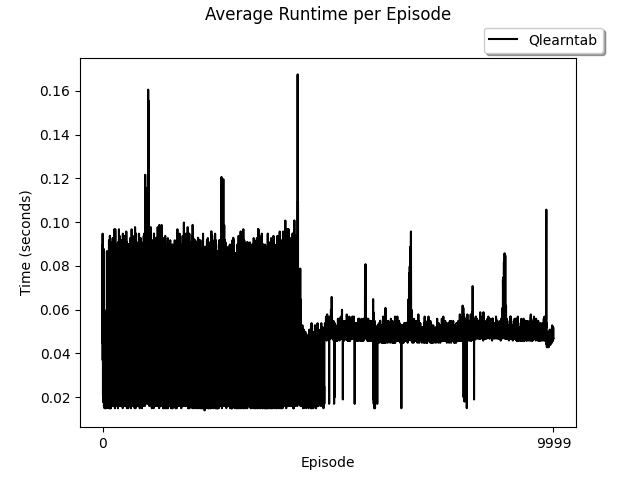 Average Runtime per Episode
Qlearntab
0.16
0.14
0.12
0.10
0.08
0.06
0.04
0.02
Time (seconds)
0
9999
Episode